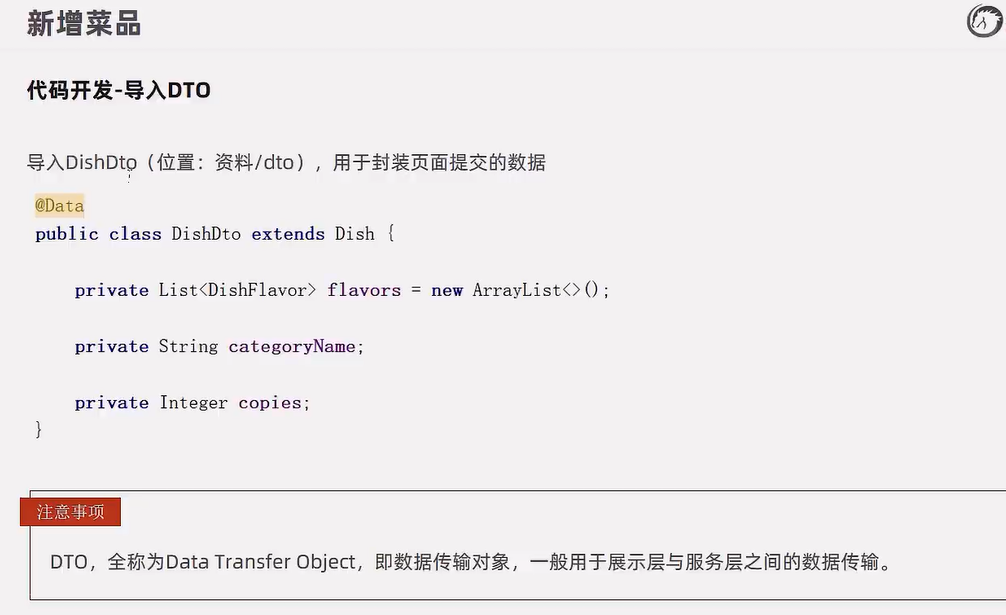 新增菜品
代码开发-导入DTO
导入DishDto（位置：资料/dto），用于封装页面提交的数据
@Data
public class DishDto extends Dish {
private List<DishFlavor> flavors = new ArrayList<>();
private String categoryName;
private Integer copies;
}
注意事项
DTO，全称为Data Transfer Object，即数据传输对象，一般用于展示层与服务层之间的数据传输。